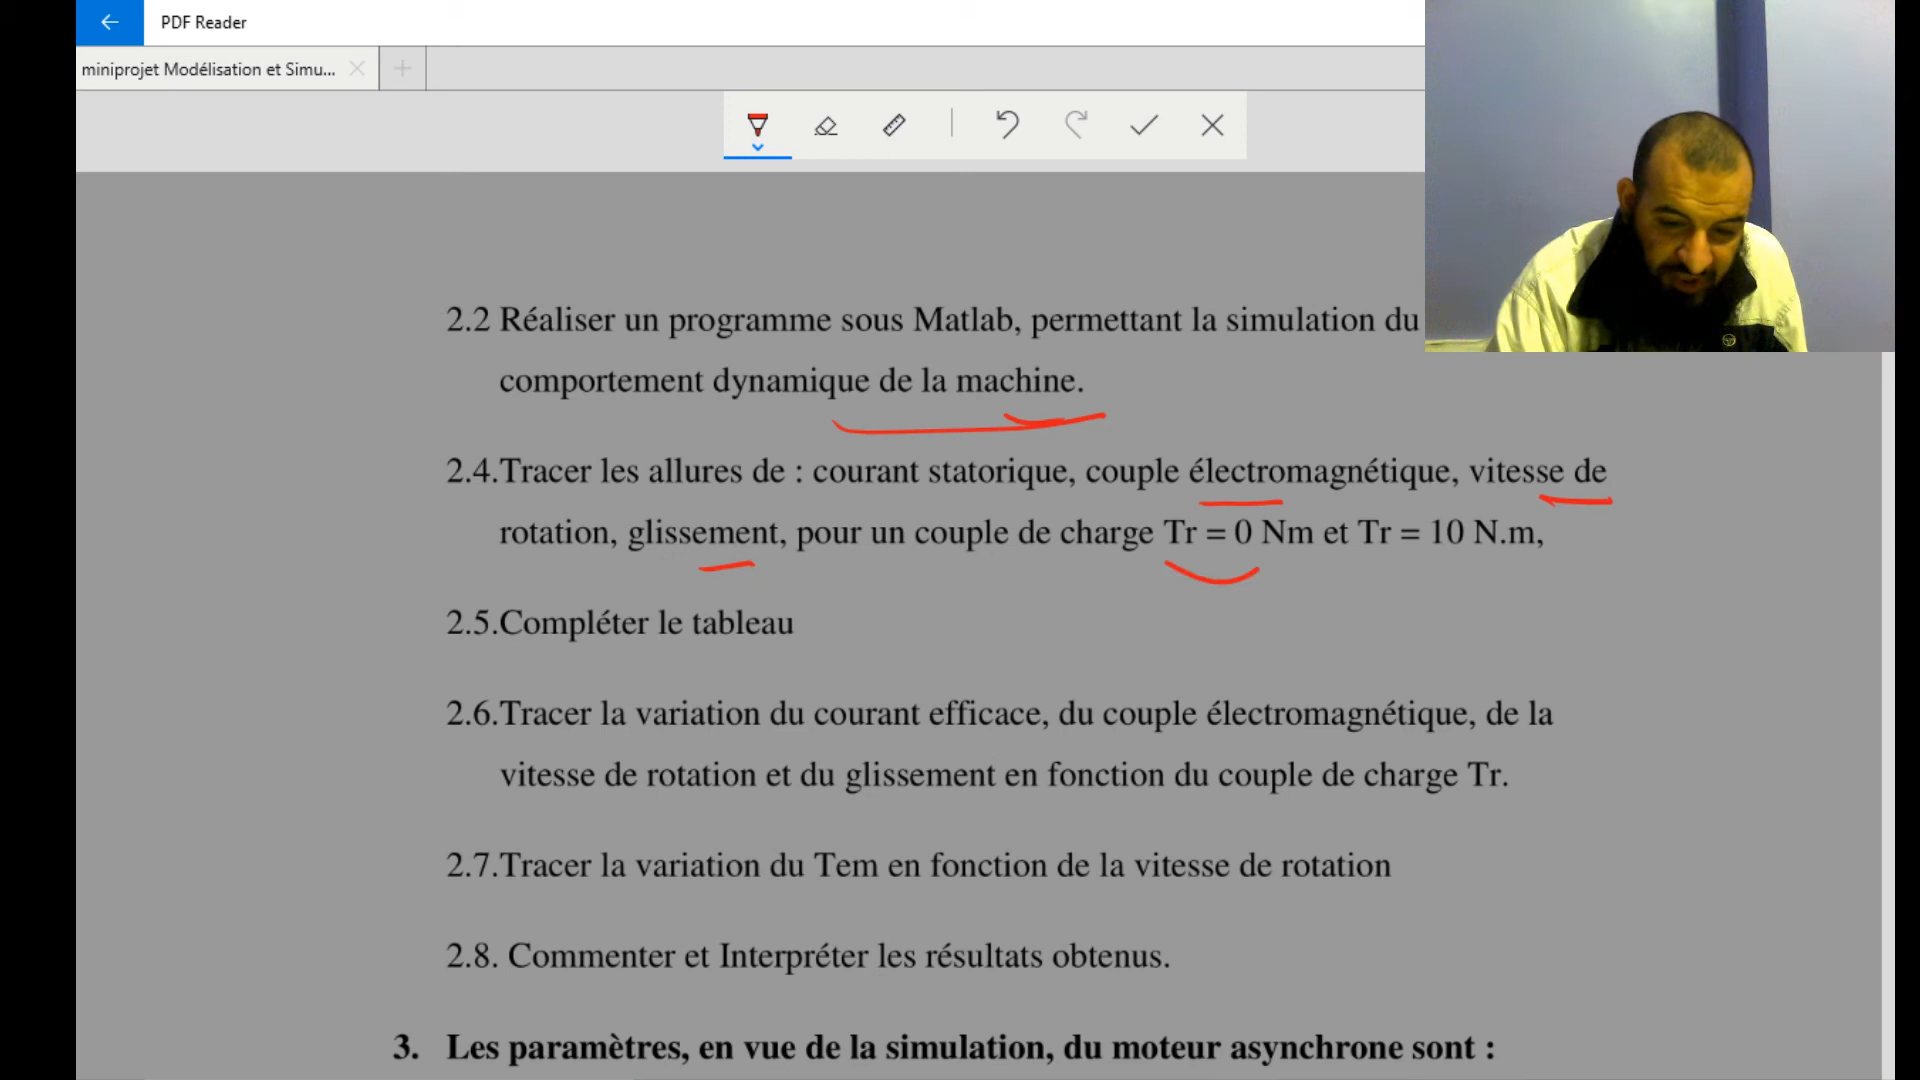 PDF Reader
miniprojet Modélisation et Simu...
2.2 Réaliser un programme sous Matlab, permettant la simulation du
comportement dynamique de la machine.
2.4.Tracer les allures de : courant statorique, couple électromagnétique, vitesse de
rotation, glissement, pour un couple de charge Tr = 0 Nm et Tr = 10 N.m,
2.5.Compléter le tableau
2.6.Tracer la variation du courant efficace, du couple électromagnétique, de la
vitesse de rotation et du glissement en fonction du couple de charge Tr.
2.7.Tracer la variation du Tem en fonction de la vitesse de rotation
2.8. Commenter et Interpréter les résultats obtenus.
3. Les paramètres, en vue de la simulation, du moteur asynchrone sont :